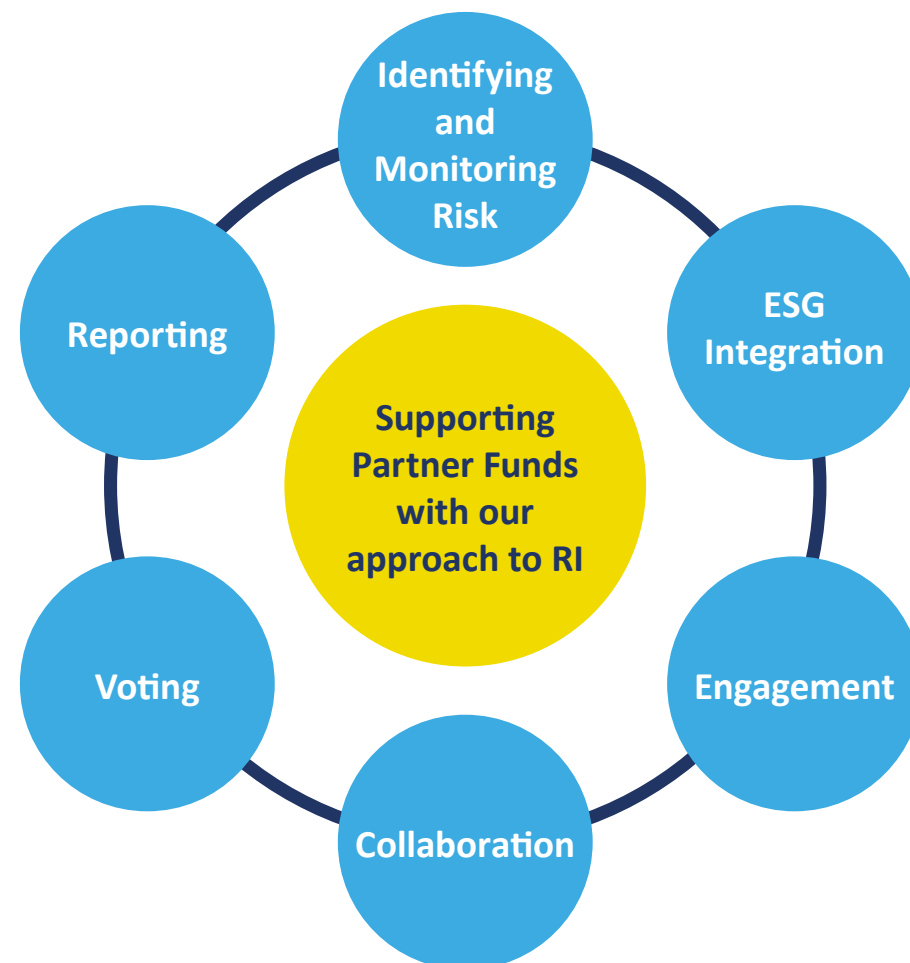 Identifying
and
Monitoring
Risk
ESG
Integration
Reporting
Supporting
Partner Funds
with our
approach to RI
Voting
Engagement
Collaboration